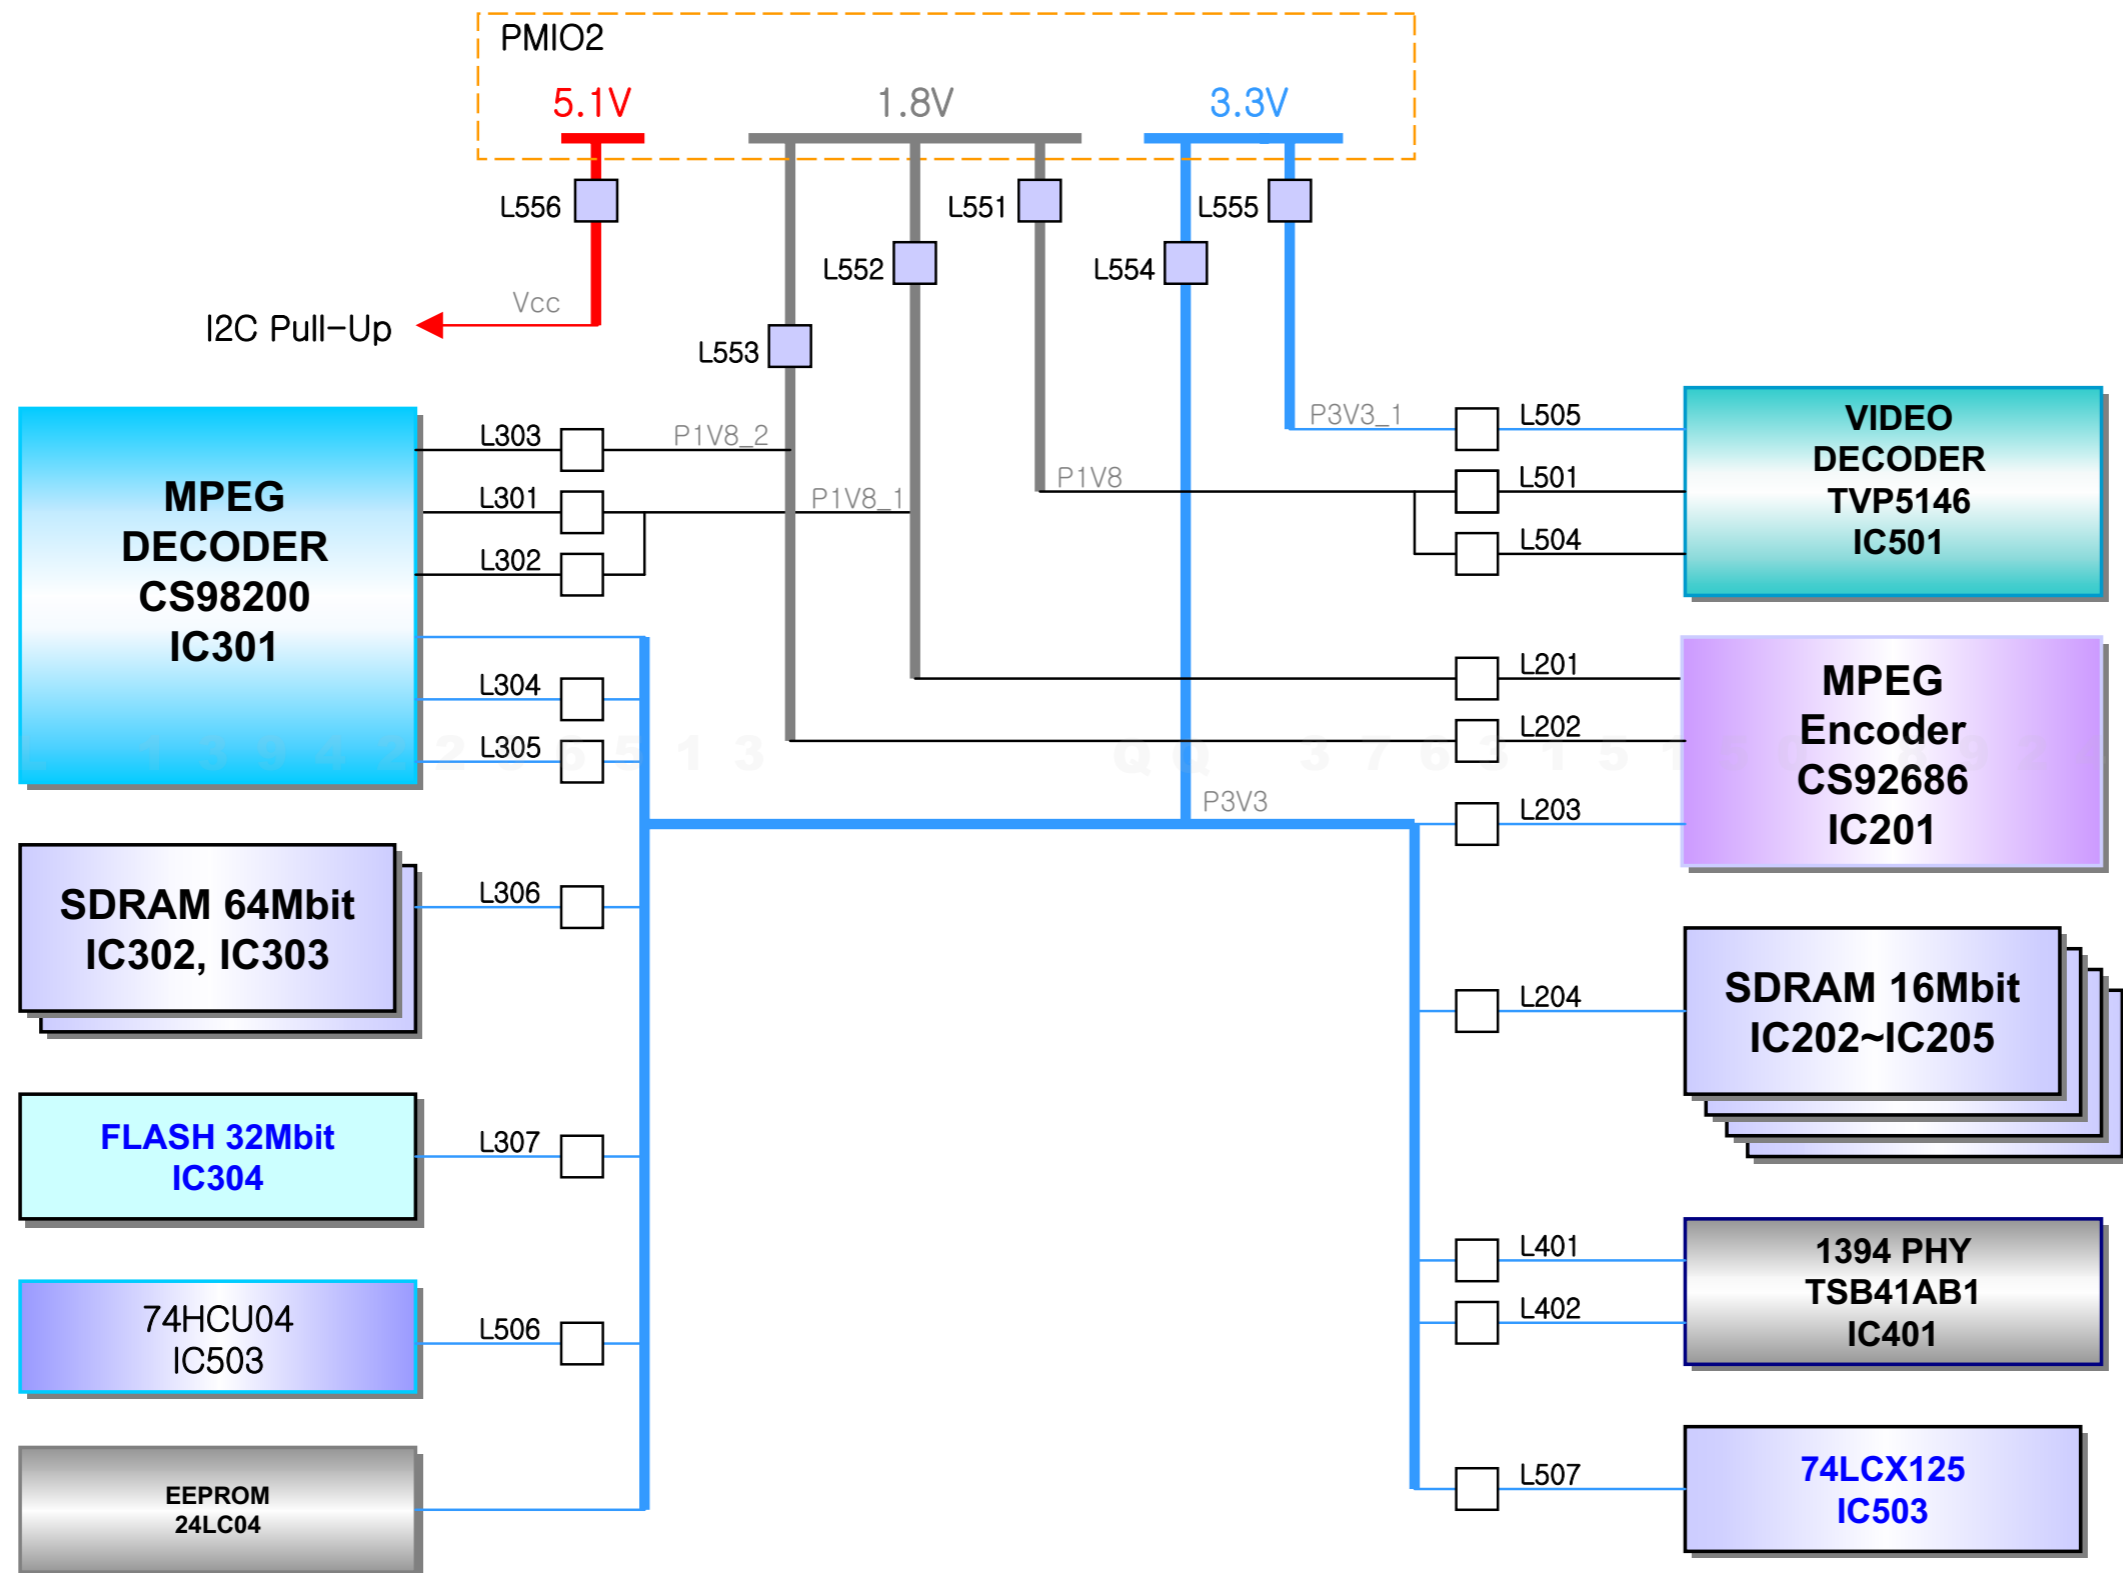 PMIO2
5.1V
1.8V
3.3V
L556
L551
L555
L552
L554
Vcc
I2C Pull-Up
L553
MPEG
DECODER
CS98200
IC301
L303
P1V8_2
L301
P1V8_1
L302
L304
L305
P3V3_1
L505
P1V8
L501
L504
VIDEO
DECODER
TVP5146
IC501
L201
L202
P3V3
L203
MPEG
Encoder
CS92686
IC201
SDRAM 64Mbit
IC302, IC303
L306
L204
SDRAM 16Mbit
IC202~IC205
FLASH 32Mbit
IC304
L307
L401
L402
1394 PHY
TSB41AB1
IC401
74HCU04
IC503
L506
L507
74LCX125
IC503
EEPROM
24LC04